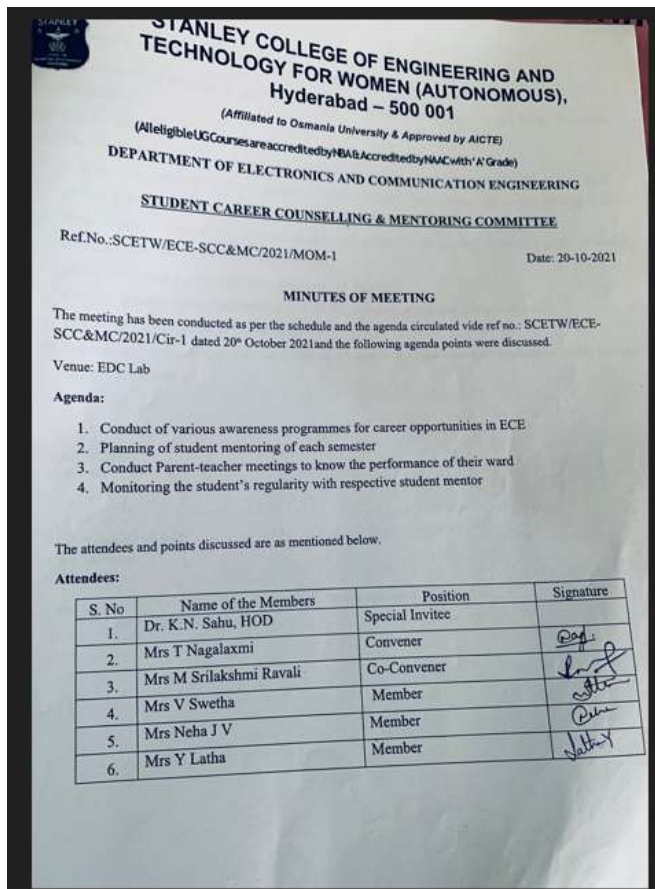 STANLEY
STANLEY COLLEGE OF ENGINEERING AND
TECHNOLOGY FOR WOMEN (AUTONOMOUS),
Hyderabad – 500 001
(Affiliated to Osmania University & Approved by AICTE)
(AlleligibleUGCoursesareaccreditedbyNBA&AccreditedbyNAACwith'A'Grade)
DEPARTMENT OF ELECTRONICS AND COMMUNICATION ENGINEERING
STUDENT CAREER COUNSELLING & MENTORING COMMITTEE
Ref.No.:SCETW/ECE-SCC&MC/2021/MOM-1 Date: 20-10-2021
MINUTES OF MEETING
The meeting has been conducted as per the schedule and the agenda circulated vide ref no.: SCETW/ECE-
SCC&MC/2021/Cir-1 dated 20th October 2021and the following agenda points were discussed.
Venue: EDC Lab
Agenda:
1. Conduct of various awareness programmes for career opportunities in ECE
2. Planning of student mentoring of each semester
3. Conduct Parent-teacher meetings to know the performance of their ward
4. Monitoring the student's regularity with respective student mentor
The attendees and points discussed are as mentioned below.
Attendees:
S. No Name of the Members Position Signature
1. Dr. K.N. Sahu, HOD Special Invitee
2. Mrs T Nagalaxmi Convener
3. Mrs M Srilakshmi Ravali Co-Convener
4. Mrs V Swetha Member
5. Mrs Neha J V Member
6. Mrs Y Latha Member